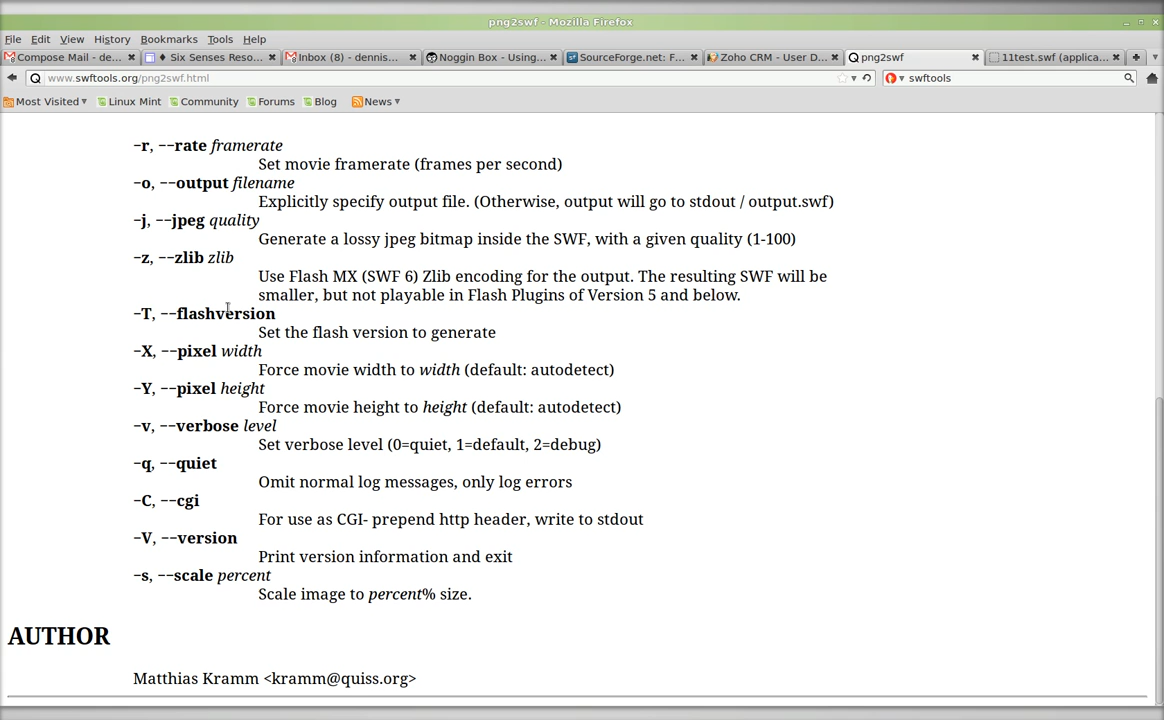 png2swf - Mozilla Firefox
File Edit View History Bookmarks Tools Help
Compose Mail - de... Six Senses Reso... Inbox (8) - dennis... Noggin Box - Using... SourceForge.net: F... Zoho CRM - User D... png2swf 11test.swf (applica...
www.swftools.org/png2swf.html swftools
Most Visited Linux Mint Community Forums Blog News
−r, −−rate framerate
Set movie framerate (frames per second)
−o, −−output filename
Explicitly specify output file. (Otherwise, output will go to stdout / output.swf)
−j, −−jpeg quality
Generate a lossy jpeg bitmap inside the SWF, with a given quality (1-100)
−z, −−zlib zlib
Use Flash MX (SWF 6) Zlib encoding for the output. The resulting SWF will be
smaller, but not playable in Flash Plugins of Version 5 and below.
−T, −−flashversion
Set the flash version to generate
−X, −−pixel width
Force movie width to width (default: autodetect)
−Y, −−pixel height
Force movie height to height (default: autodetect)
−v, −−verbose level
Set verbose level (0=quiet, 1=default, 2=debug)
−q, −−quiet
Omit normal log messages, only log errors
−C, −−cgi
For use as CGI- prepend http header, write to stdout
−V, −−version
Print version information and exit
−s, −−scale percent
Scale image to percent% size.
AUTHOR
Matthias Kramm <kramm@quiss.org>